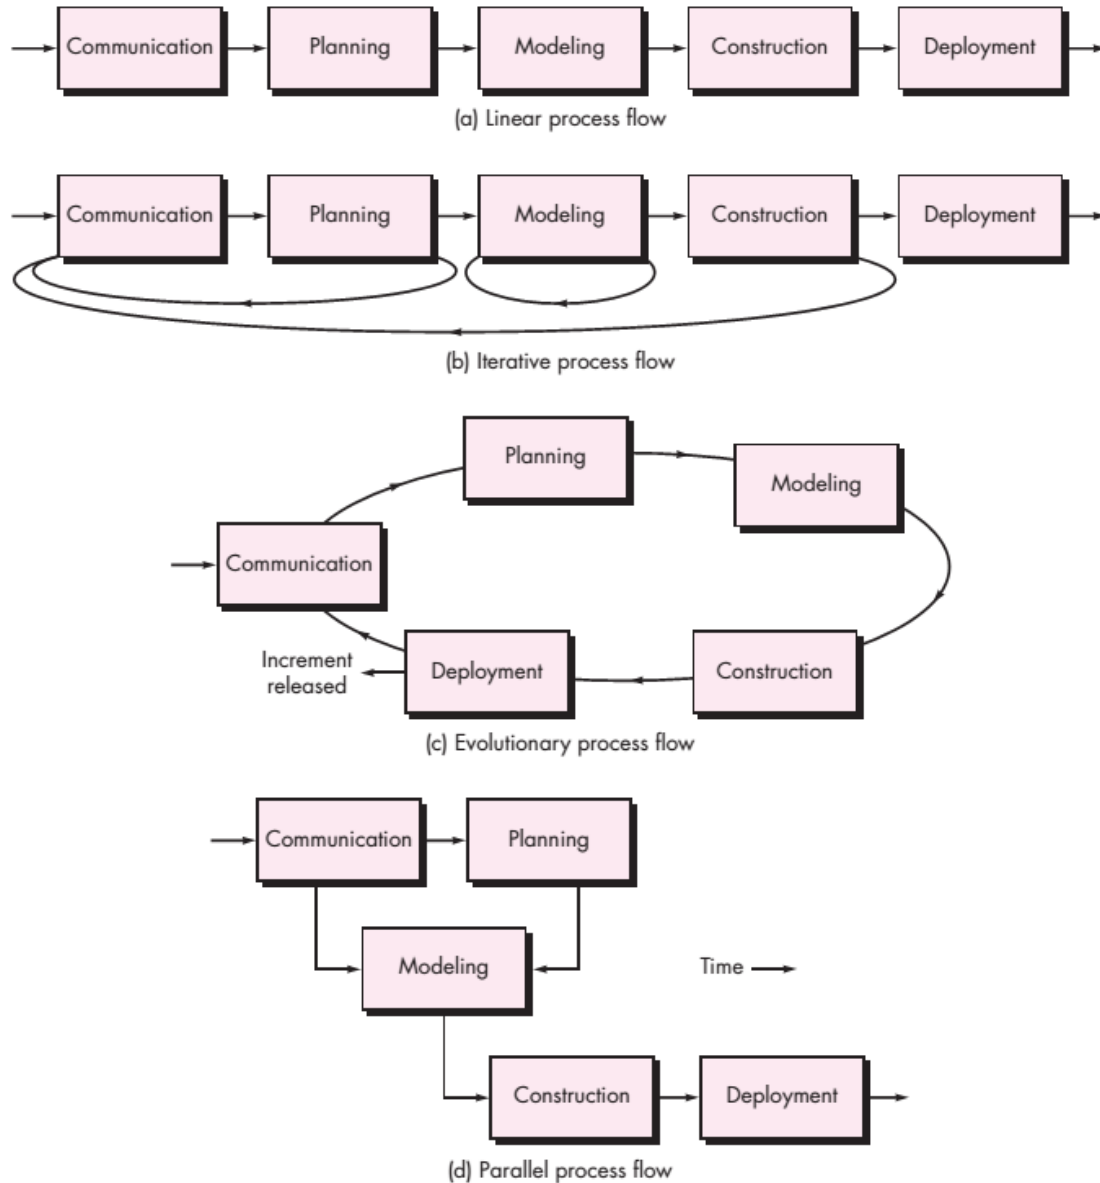 Communication
Planning
Modeling
Construction
Deployment
(a) Linear process flow
Communication
Planning
Modeling
Construction
Deployment
(b) Iterative process flow
Planning
Modeling
Communication
Increment
released
Deployment
Construction
(c) Evolutionary process flow
Communication
Planning
Modeling
Time
Construction
Deployment
(d) Parallel process flow